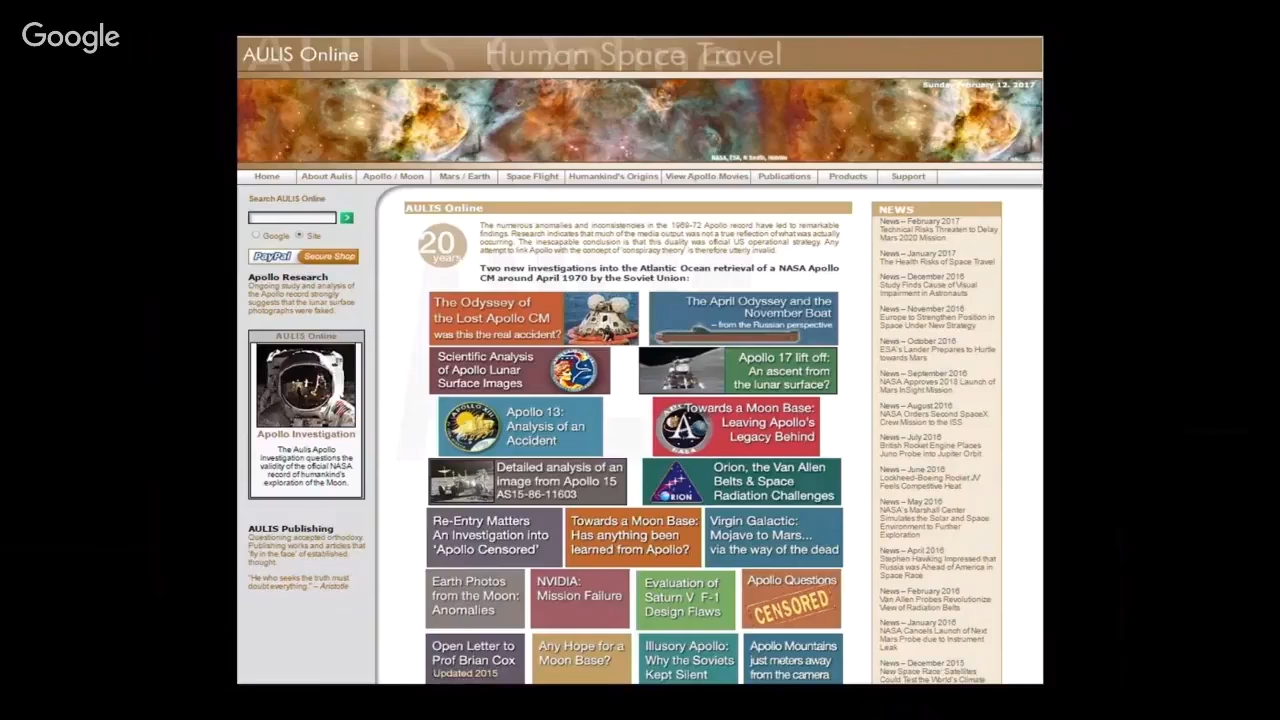 Google
AULIS Online
Human Space Travel
Sunday, February 12, 2017
NASA, ESA, N Smith, Hubble
Home
About Aulis
Apollo / Moon
Mars / Earth
Space Flight
Humankind's Origins
View Apollo Movies
Publications
Products
Support
Search AULIS Online
Google
Site
PayPal
Secure Shop
Apollo Research
Ongoing study and analysis of
the Apollo record strongly
suggests that the lunar surface
photographs were faked.
AULIS Online
Apollo Investigation
The Aulis Apollo
investigation questions the
validity of the official NASA
record of humankind's
exploration of the Moon.
AULIS Publishing
Questioning accepted orthodoxy.
Publishing works and articles that
'fly in the face' of established
thought.
"He who seeks the truth must
doubt everything." – Aristotle
AULIS Online
20
years
The numerous anomalies and inconsistencies in the 1969-72 Apollo record have led to remarkable
findings. Research indicates that much of the media output was not a true reflection of what was actually
occurring. The inescapable conclusion is that this duality was official US operational strategy. Any
attempt to link Apollo with the concept of 'conspiracy theory' is therefore utterly invalid.
Two new investigations into the Atlantic Ocean retrieval of a NASA Apollo
CM around April 1970 by the Soviet Union:
The Odyssey of
the Lost Apollo CM
was this the real accident?
The April Odyssey and the
November Boat
– from the Russian perspective
Scientific Analysis
of Apollo Lunar
Surface Images
Apollo 17 lift off:
An ascent from
the lunar surface?
APOLLO XIII
Apollo 13:
Analysis of an
Accident
Towards a Moon Base:
Leaving Apollo's
Legacy Behind
Detailed analysis of an
image from Apollo 15
AS15-86-11603
ORION
Orion, the Van Allen
Belts & Space
Radiation Challenges
Re-Entry Matters
An Investigation into
'Apollo Censored'
Towards a Moon Base:
Has anything been
learned from Apollo?
Virgin Galactic:
Mojave to Mars...
via the way of the dead
Earth Photos
from the Moon:
Anomalies
NVIDIA:
Mission Failure
Evaluation of
Saturn V F-1
Design Flaws
Apollo Questions
CENSORED
Open Letter to
Prof Brian Cox
Updated 2015
Any Hope for a
Moon Base?
Illusory Apollo:
Why the Soviets
Kept Silent
Apollo Mountains
just meters away
from the camera
NEWS
News – February 2017
Technical Risks Threaten to Delay
Mars 2020 Mission
News – January 2017
The Health Risks of Space Travel
News – December 2016
Study Finds Cause of Visual
Impairment in Astronauts
News – November 2016
Europe to Strengthen Position in
Space Under New Strategy
News – October 2016
ESA's Lander Prepares to Hurtle
towards Mars
News – September 2016
NASA Approves 2018 Launch of
Mars InSight Mission
News – August 2016
NASA Orders Second SpaceX
Crew Mission to the ISS
News – July 2016
British Rocket Engine Places
Juno Probe into Jupiter Orbit
News – June 2016
Lockheed-Boeing Rocket JV
Feels Competitive Heat
News – May 2016
NASA's Marshall Center
Simulates the Solar and Space
Environment to Further
Exploration
News – April 2016
Stephen Hawking Impressed that
Russia was Ahead of America in
Space Race
News – February 2016
Van Allen Probes Revolutionize
View of Radiation Belts
News – January 2016
NASA Cancels Launch of Next
Mars Probe due to Instrument
Leak
News – December 2015
New Space Race: Satellites
Could Test the World's Climate